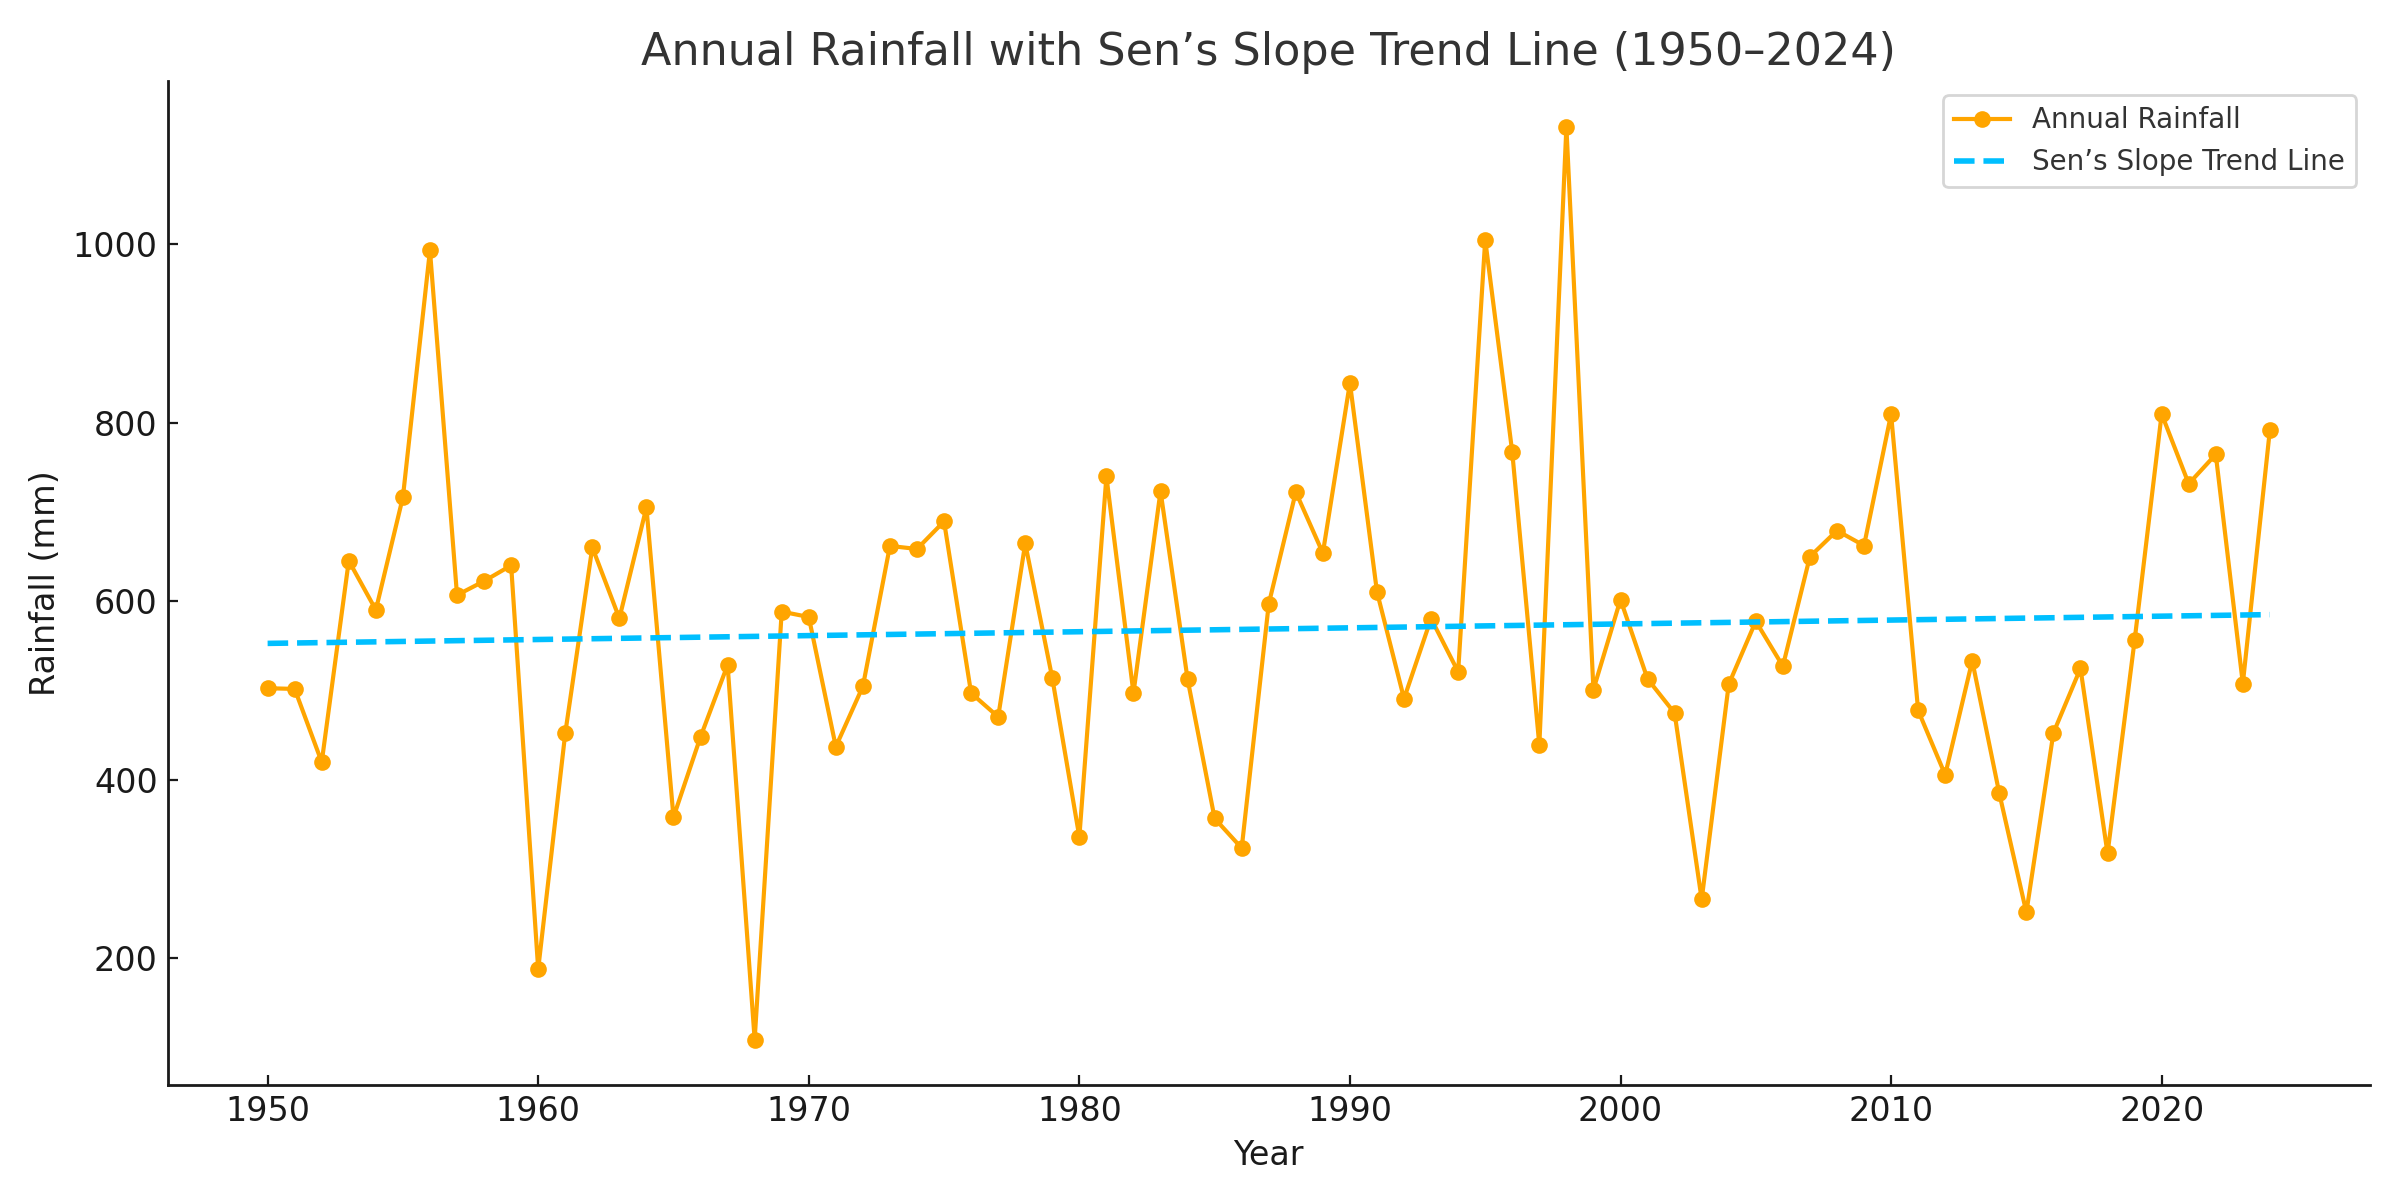 Annual Rainfall with Sen’s Slope Trend Line (1950–2024)
Annual Rainfall
Sen’s Slope Trend Line
Rainfall (mm)
1000
800
600
400
200
1950 1960 1970 1980 1990 2000 2010 2020
Year